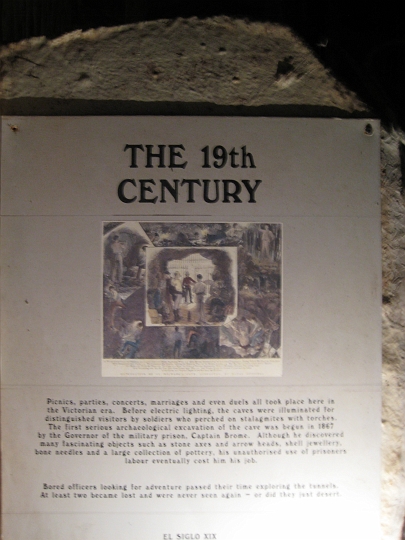 THE 19th
CENTURY
Picnics, parties, concerts, marriages and even duels all took place here in
the Victorian era. Before electric lighting, the caves were illuminated for
distinguished visitors by soldiers who perched on stalagmites with torches.
The first serious archaeological excavation of the cave was begun in 1867
by the Governor of the military prison, Captain Brome. Although he discovered
many fascinating objects such as stone axes and arrow heads, shell jewellery,
bone needles and a large collection of pottery, his unauthorised use of prisoners
labour eventually cost him his job.
Bored officers looking for adventure passed their time exploring the tunnels.
At least two became lost and were never seen again - or did they just desert.
EL SIGLO XIX